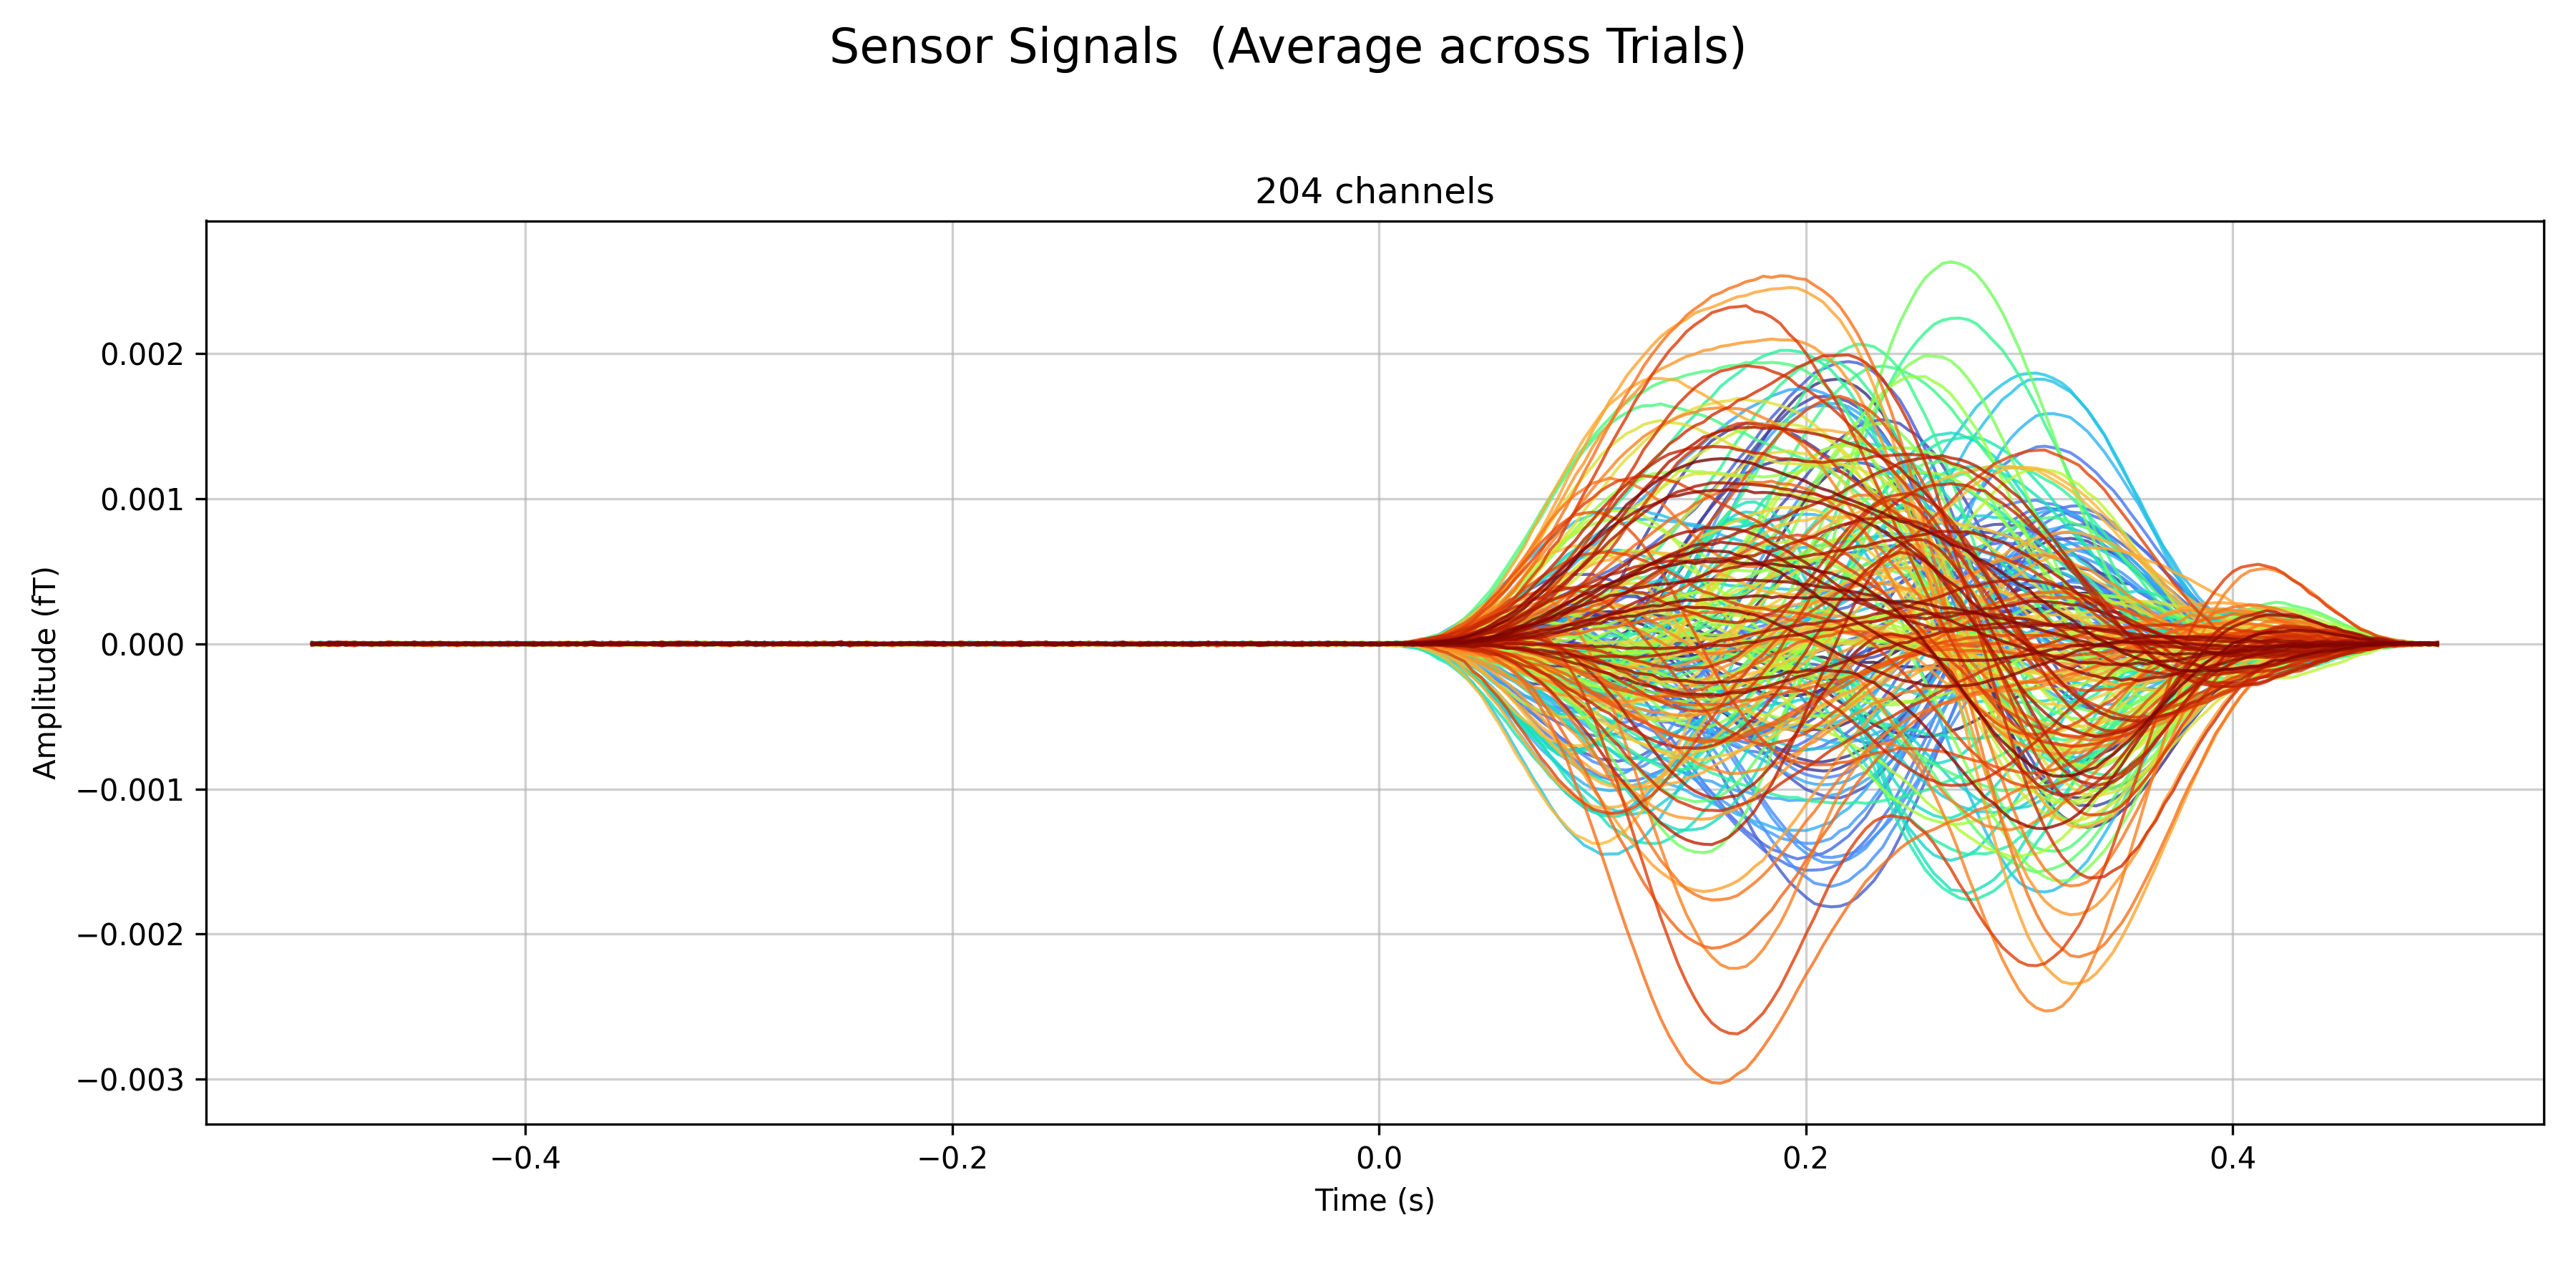 Sensor Signals  (Average across Trials)
204 channels
Amplitude (fT)
0.002
0.001
0.000
−0.001
−0.002
−0.003
−0.4
−0.2
0.0
0.2
0.4
Time (s)